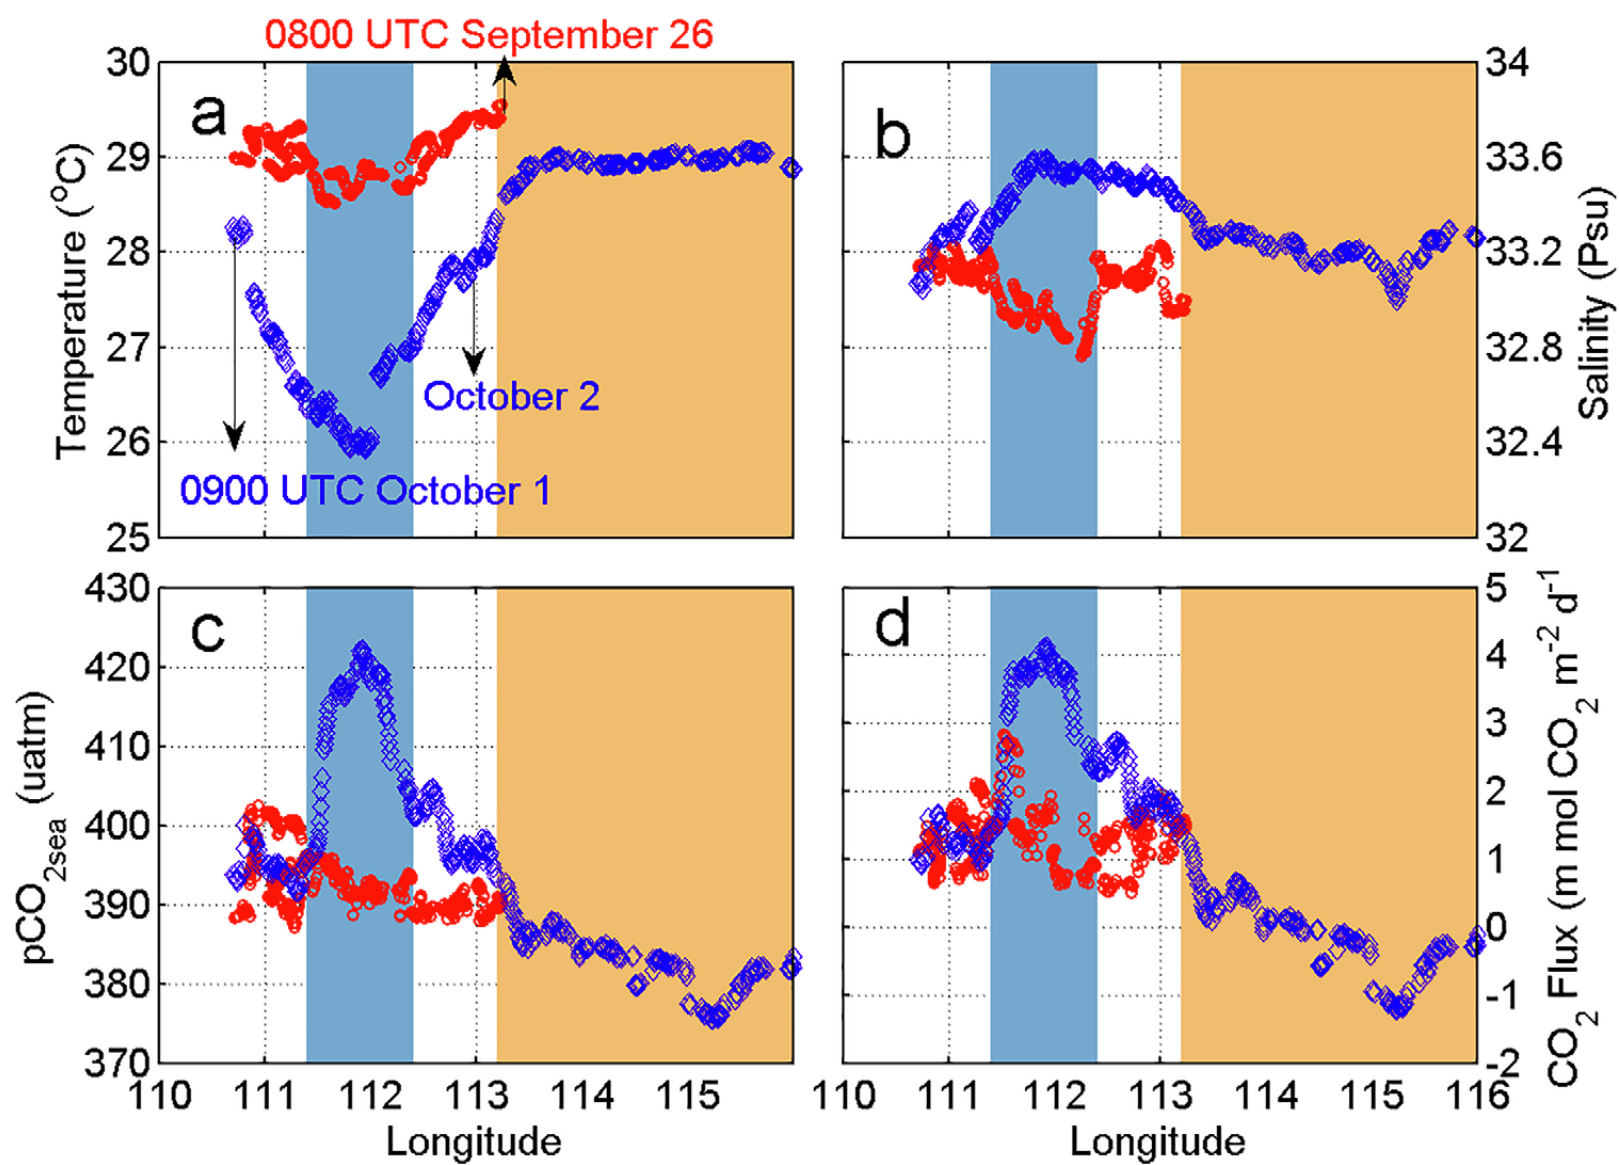 0800 UTC September 26
30
29
28
27
26
25
Temperature (°C)
a
October 2
0900 UTC October 1
b
34
33.6
33.2
32.8
32.4
32
Salinity (Psu)
430
420
410
400
390
380
370
pCO2sea (uatm)
c
110 111 112 113 114 115
Longitude
d
5
4
3
2
1
0
-1
-2
CO2 Flux (m mol CO2 m-2 d-1
110 111 112 113 114 115 116
Longitude